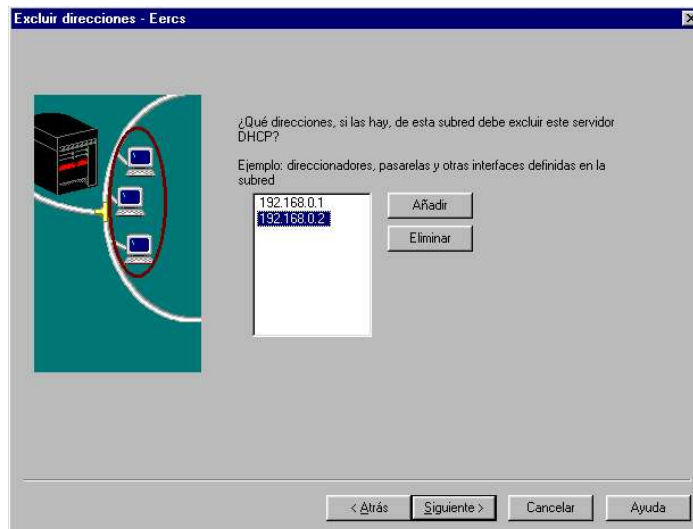 Excluir direcciones - Eercs
¿Qué direcciones, si las hay, de esta subred debe excluir este servidor
DHCP?
Ejemplo: direccionadores, pasarelas y otras interfaces definidas en la
subred
192.168.0.1
192.168.0.2
Añadir
Eliminar
< Atrás
Siguiente >
Cancelar
Ayuda